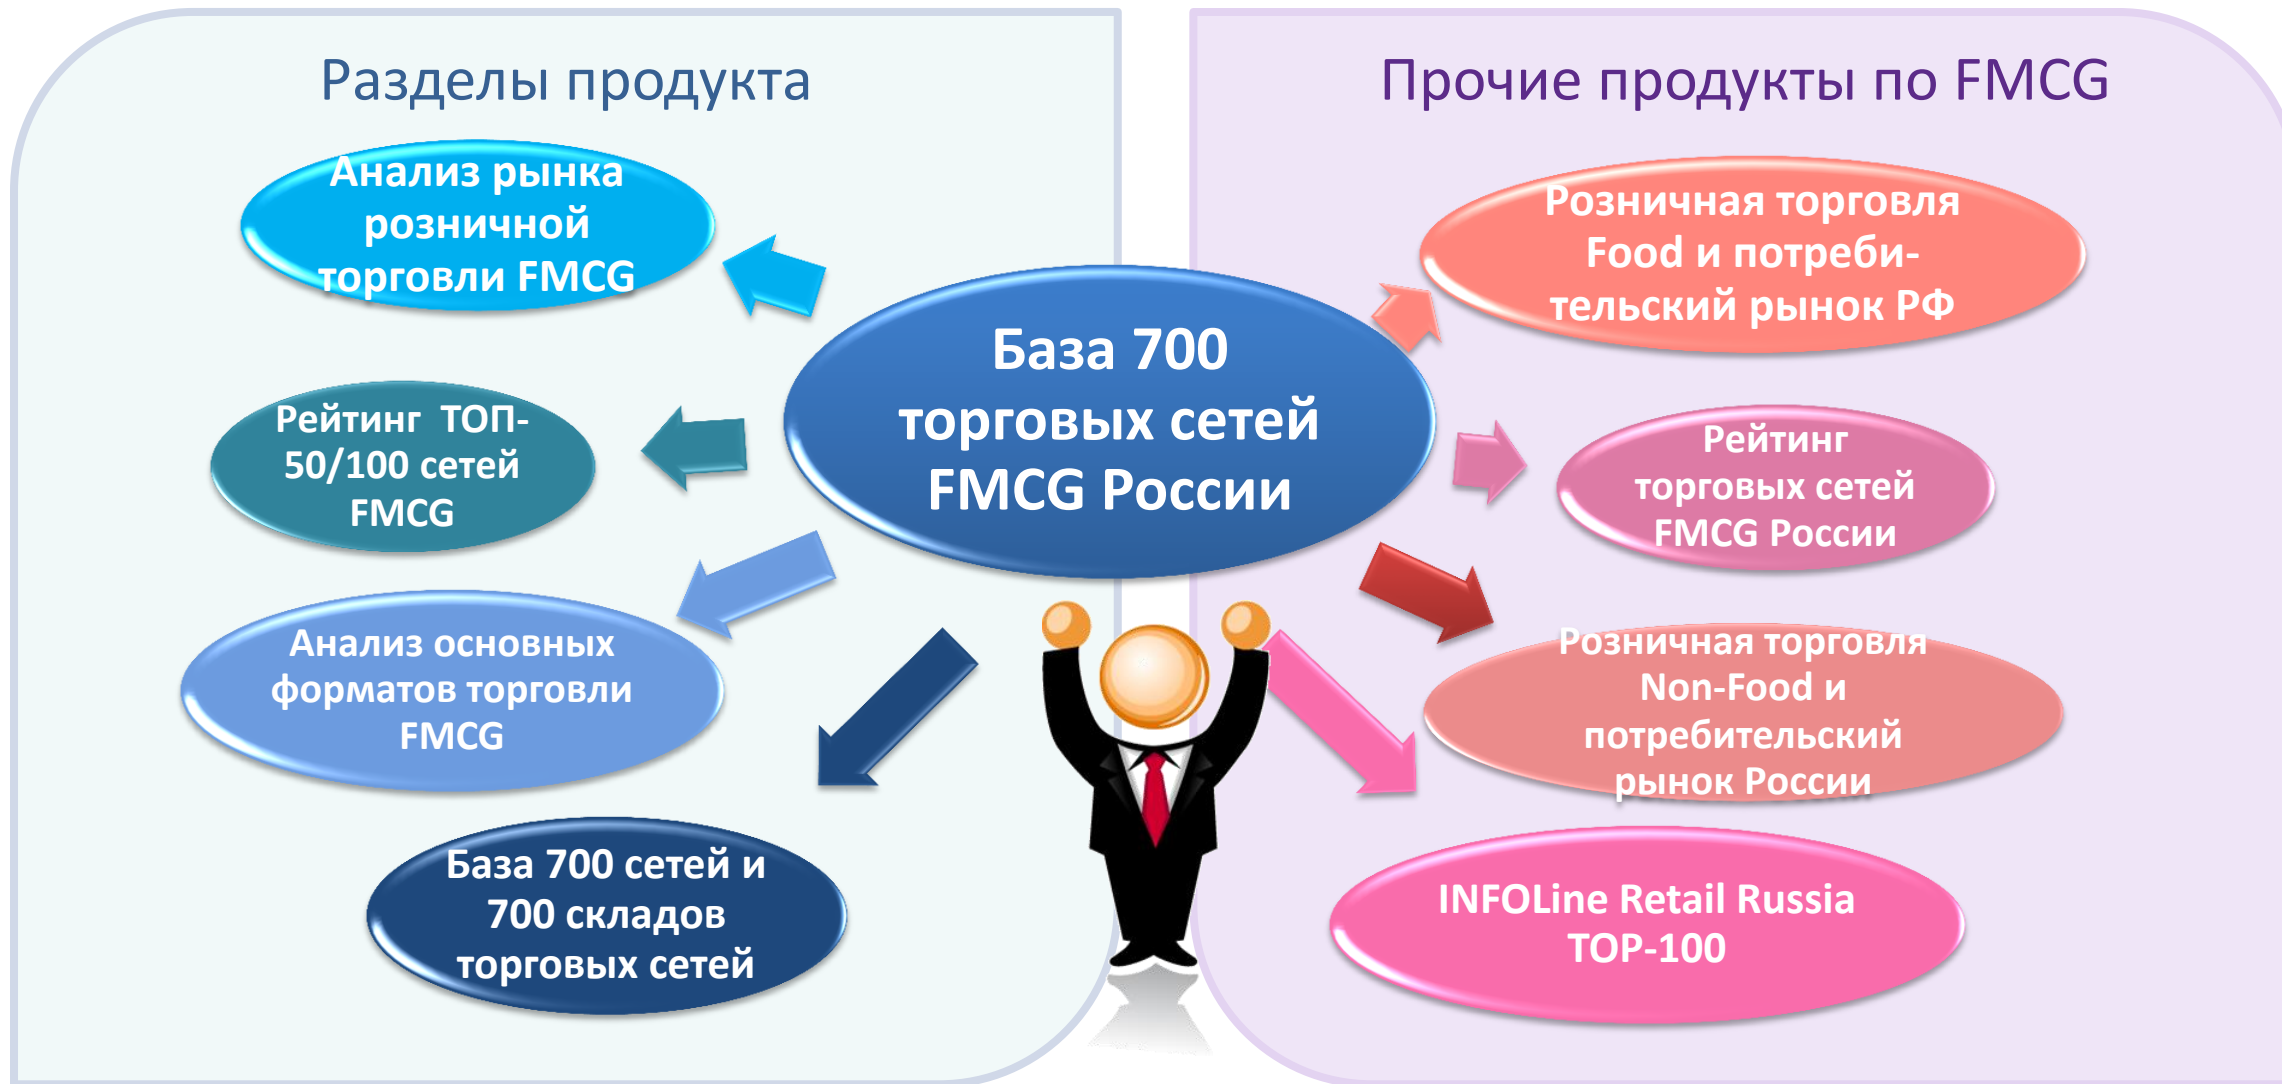 Разделы продукта
Анализ рынка
розничной
торговли FMCG
Рейтинг ТОП-
50/100 сетей
FMCG
Анализ основных
форматов торговли
FMCG
База 700 сетей и
700 складов
торговых сетей
База 700
торговых сетей
FMCG России
Прочие продукты по FMCG
Розничная торговля
Food и потреби-
тельский рынок РФ
Рейтинг
торговых сетей
FMCG России
Розничная торговля
Non-Food и
потребительский
рынок России
INFOLine Retail Russia
TOP-100